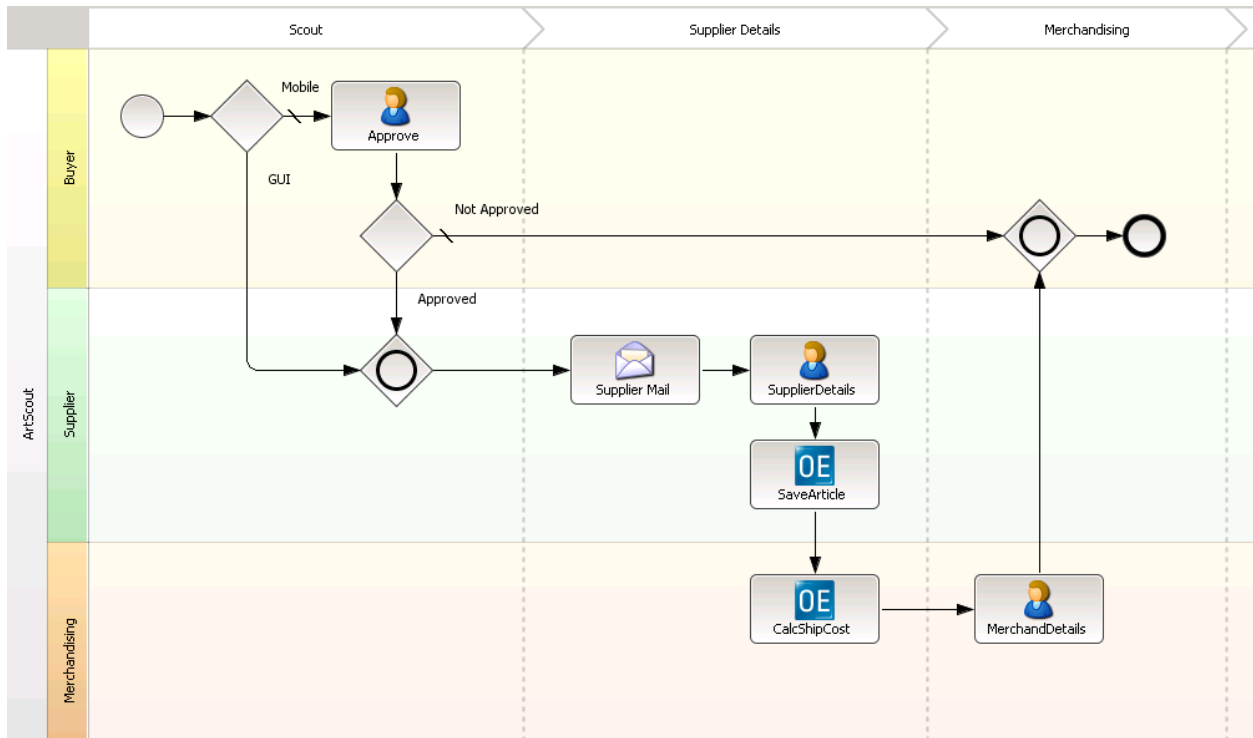 Scout
Supplier Details
Merchandising
Mobile
Approve
Buyer
GUI
Not Approved
Approved
ArtScout
Supplier
Supplier Mail
SupplierDetails
OE
SaveArticle
Merchandising
OE
CalcShipCost
MerchandDetails